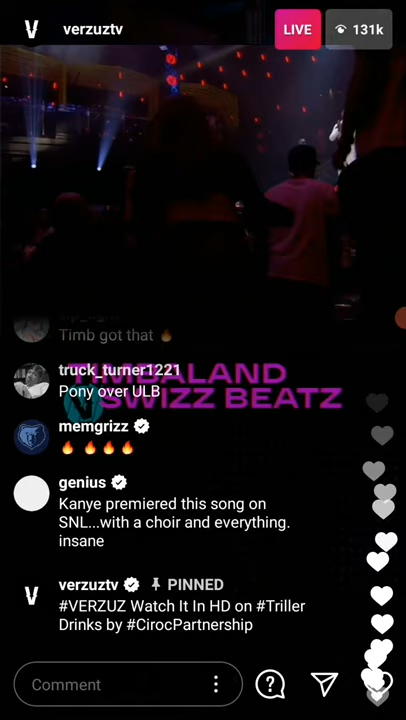 verzuztv
LIVE
131k
Timb got that 🔥
truck_turner1221
Pony over ULB
TIMBALAND
SWIZZ BEATZ
memgrizz
🔥 🔥 🔥 🔥
genius
Kanye premiered this song on
SNL...with a choir and everything.
insane
verzuztv PINNED
#VERZUZ Watch It In HD on #Triller
Drinks by #CirocPartnership
Comment